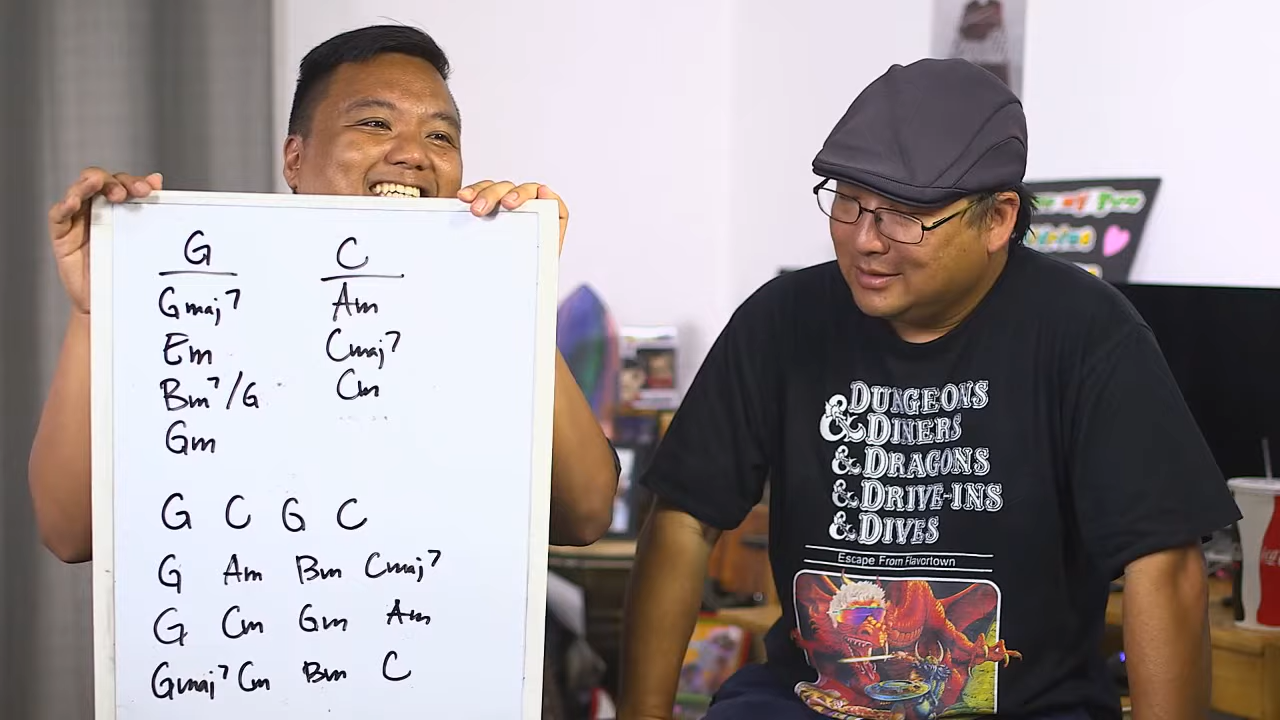 G C
Gmaj7 Am
Em Cmaj7
Bm7/G Cm
Gm
G C G C
G Am Bm Cmaj7
G Cm Gm Am
Gmaj7 Cm Bm C
DUNGEONS
& DINERS
& DRAGONS
& DRIVE-INS
& DIVES
Escape From Flavortown